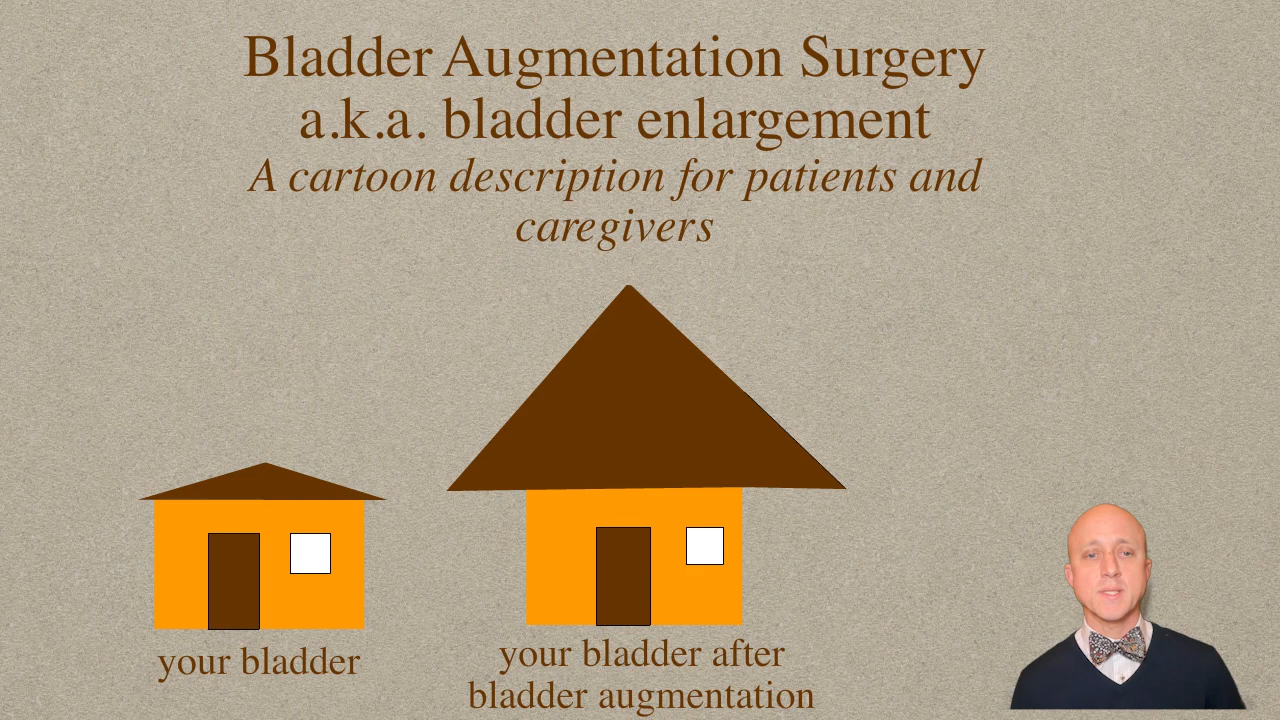 Bladder Augmentation Surgery
a.k.a. bladder enlargement
A cartoon description for patients and
caregivers
your bladder
your bladder after
bladder augmentation